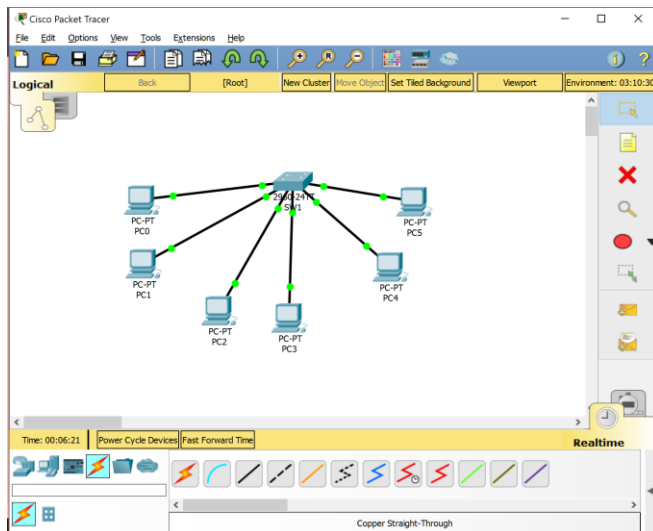 Cisco Packet Tracer
File Edit Options View Tools Extensions Help
Logical
Back
[Root]
New Cluster
Move Object
Set Tiled Background
Viewport
Environment: 03:10:30
2960-24TT
SW1
PC-PT
PC0
PC-PT
PC5
PC-PT
PC1
PC-PT
PC4
PC-PT
PC2
PC-PT
PC3
Time: 00:06:21
Power Cycle Devices
Fast Forward Time
Realtime
Copper Straight-Through